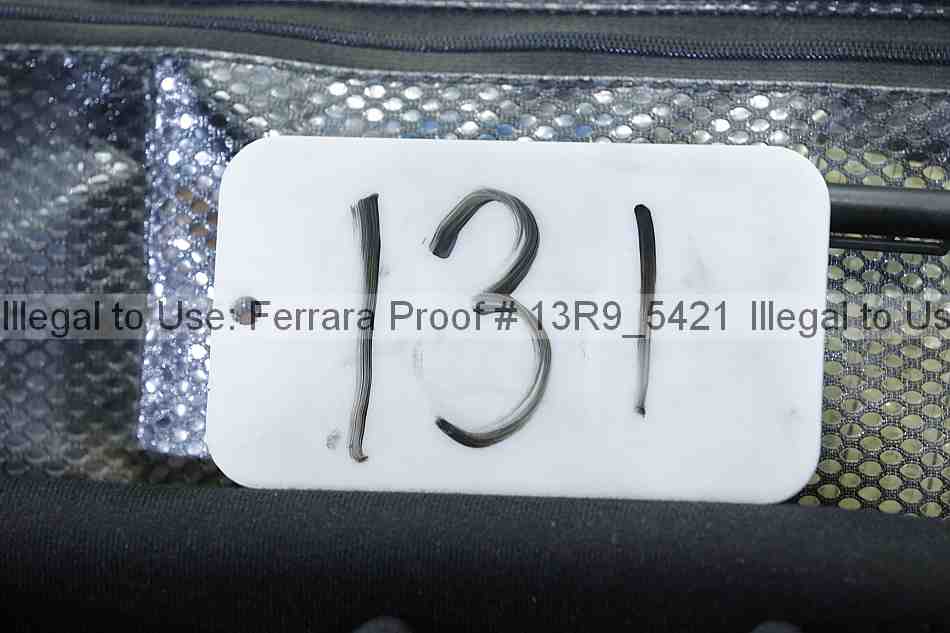 131
Illegal to Use. Ferrara Proof # 13R9_5421 Illegal to Us